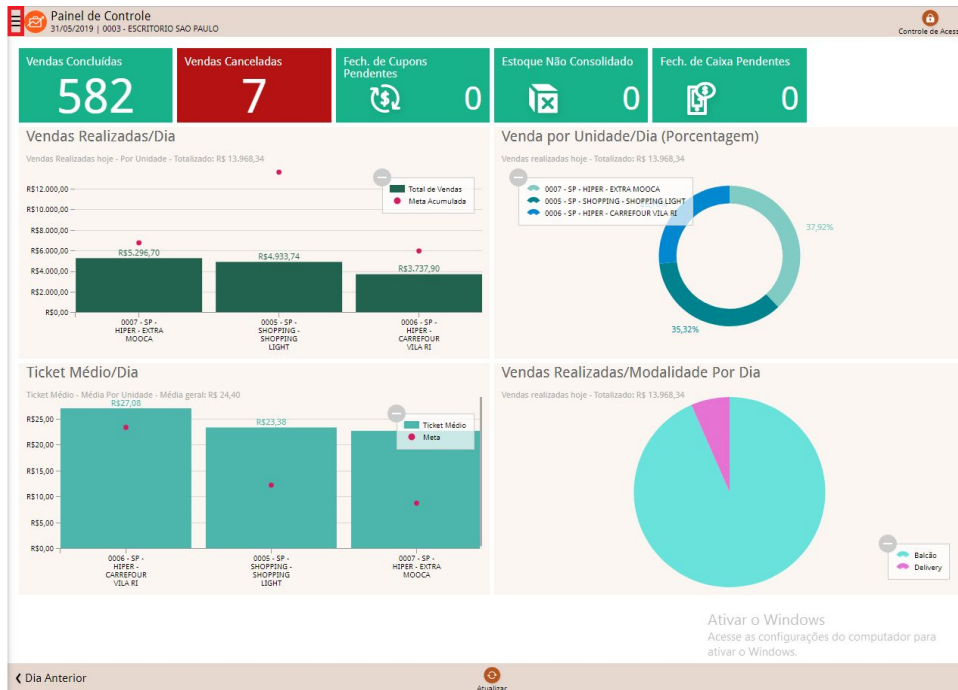 Painel de Controle
31/05/2019 | 0003 - ESCRITORIO SAO PAULO
Controle de Acess
Vendas Concluídas
582
Vendas Canceladas
7
Fech. de Cupons
Pendentes
0
Estoque Não Consolidado
0
Fech. de Caixa Pendentes
0
Vendas Realizadas/Dia
Vendas Realizadas hoje - Por Unidade - Totalizado: R$ 13.968,34
R$12.000,00
R$10.000,00
R$8.000,00
R$6.000,00
R$4.000,00
R$2.000,00
R$0,00
Total de Vendas
Meta Acumulada
R$5.296,70
R$4.933,74
R$3.737,90
0007 - SP -
HIPER - EXTRA
MOOCA
0005 - SP -
SHOPPING -
SHOPPING
LIGHT
0006 - SP -
HIPER -
CARREFOUR
VILA RI
Venda por Unidade/Dia (Porcentagem)
Vendas realizadas hoje - Totalizado: R$ 13.968,34
0007 - SP - HIPER - EXTRA MOOCA
0005 - SP - SHOPPING - SHOPPING LIGHT
0006 - SP - HIPER - CARREFOUR VILA RI
37,92%
35,32%
Ticket Médio/Dia
Ticket Médio - Média Por Unidade - Média geral: R$ 24,40
R$25,00
R$20,00
R$15,00
R$10,00
R$5,00
R$0,00
R$27,08
R$23,38
Ticket Médio
Meta
0006 - SP -
HIPER -
CARREFOUR
VILA RI
0005 - SP -
SHOPPING -
SHOPPING
LIGHT
0007 - SP -
HIPER - EXTRA
MOOCA
Vendas Realizadas/Modalidade Por Dia
Vendas realizadas hoje - Totalizado: R$ 13.968,34
Balcão
Delivery
Ativar o Windows
Acesse as configurações do computador para
ativar o Windows.
Dia Anterior
Atualizar